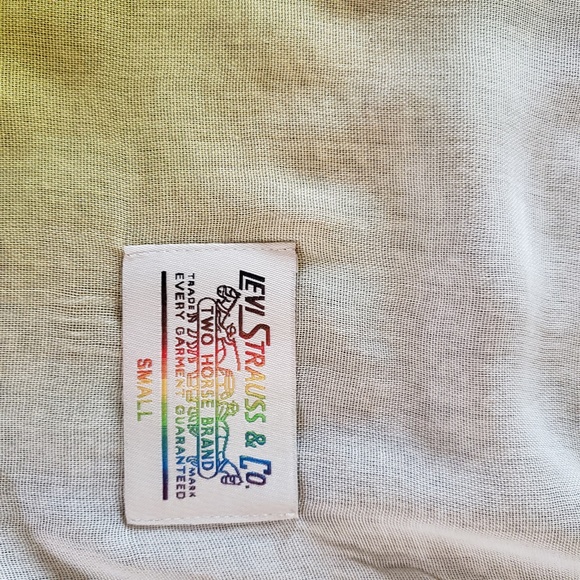 LEVI STRAUSS & CO.
TWO HORSE BRAND
TRADE MARK
EVERY GARMENT GUARANTEED
SMALL